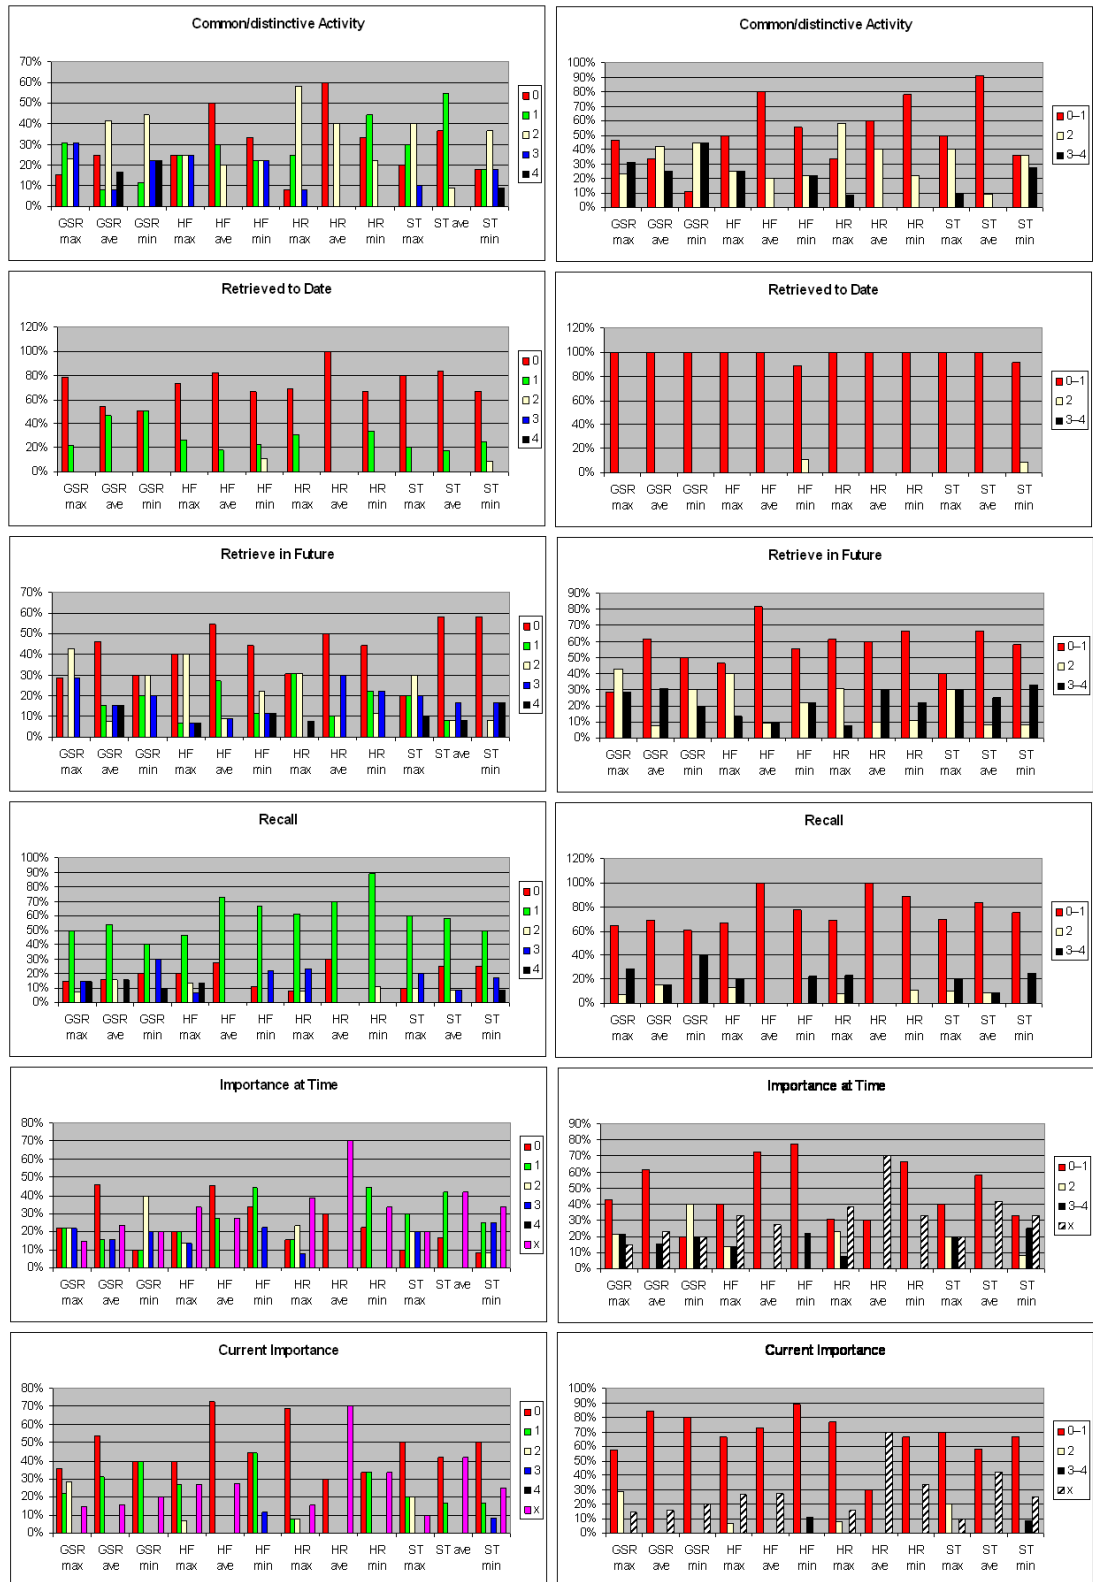 Common/distinctive Activity
70%
60%
50%
40%
30%
20%
10%
0%
GSR max
GSR ave
GSR min
HF max
HF ave
HF min
HR max
HR ave
HR min
ST max
ST ave
ST min
0
1
2
3
4
Common/distinctive Activity
100%
90%
80%
70%
60%
50%
40%
30%
20%
10%
0%
GSR max
GSR ave
GSR min
HF max
HF ave
HF min
HR max
HR ave
HR min
ST max
ST ave
ST min
0–1
2
3–4
Retrieved to Date
120%
100%
80%
60%
40%
20%
0%
GSR max
GSR ave
GSR min
HF max
HF ave
HF min
HR max
HR ave
HR min
ST max
ST ave
ST min
0
1
2
3
4
Retrieved to Date
120%
100%
80%
60%
40%
20%
0%
GSR max
GSR ave
GSR min
HF max
HF ave
HF min
HR max
HR ave
HR min
ST max
ST ave
ST min
0–1
2
3–4
Retrieve in Future
70%
60%
50%
40%
30%
20%
10%
0%
GSR max
GSR ave
GSR min
HF max
HF ave
HF min
HR max
HR ave
HR min
ST max
ST ave
ST min
0
1
2
3
4
Retrieve in Future
90%
80%
70%
60%
50%
40%
30%
20%
10%
0%
GSR max
GSR ave
GSR min
HF max
HF ave
HF min
HR max
HR ave
HR min
ST max
ST ave
ST min
0–1
2
3–4
Recall
100%
90%
80%
70%
60%
50%
40%
30%
20%
10%
0%
GSR max
GSR ave
GSR min
HF max
HF ave
HF min
HR max
HR ave
HR min
ST max
ST ave
ST min
0
1
2
3
4
Recall
120%
100%
80%
60%
40%
20%
0%
GSR max
GSR ave
GSR min
HF max
HF ave
HF min
HR max
HR ave
HR min
ST max
ST ave
ST min
0–1
2
3–4
Importance at Time
80%
70%
60%
50%
40%
30%
20%
10%
0%
GSR max
GSR ave
GSR min
HF max
HF ave
HF min
HR max
HR ave
HR min
ST max
ST ave
ST min
0
1
2
3
4
x
Importance at Time
90%
80%
70%
60%
50%
40%
30%
20%
10%
0%
GSR max
GSR ave
GSR min
HF max
HF ave
HF min
HR max
HR ave
HR min
ST max
ST ave
ST min
0–1
2
3–4
x
Current Importance
80%
70%
60%
50%
40%
30%
20%
10%
0%
GSR max
GSR ave
GSR min
HF max
HF ave
HF min
HR max
HR ave
HR min
ST max
ST ave
ST min
0
1
2
3
4
x
Current Importance
100%
90%
80%
70%
60%
50%
40%
30%
20%
10%
0%
GSR max
GSR ave
GSR min
HF max
HF ave
HF min
HR max
HR ave
HR min
ST max
ST ave
ST min
0–1
2
3–4
x